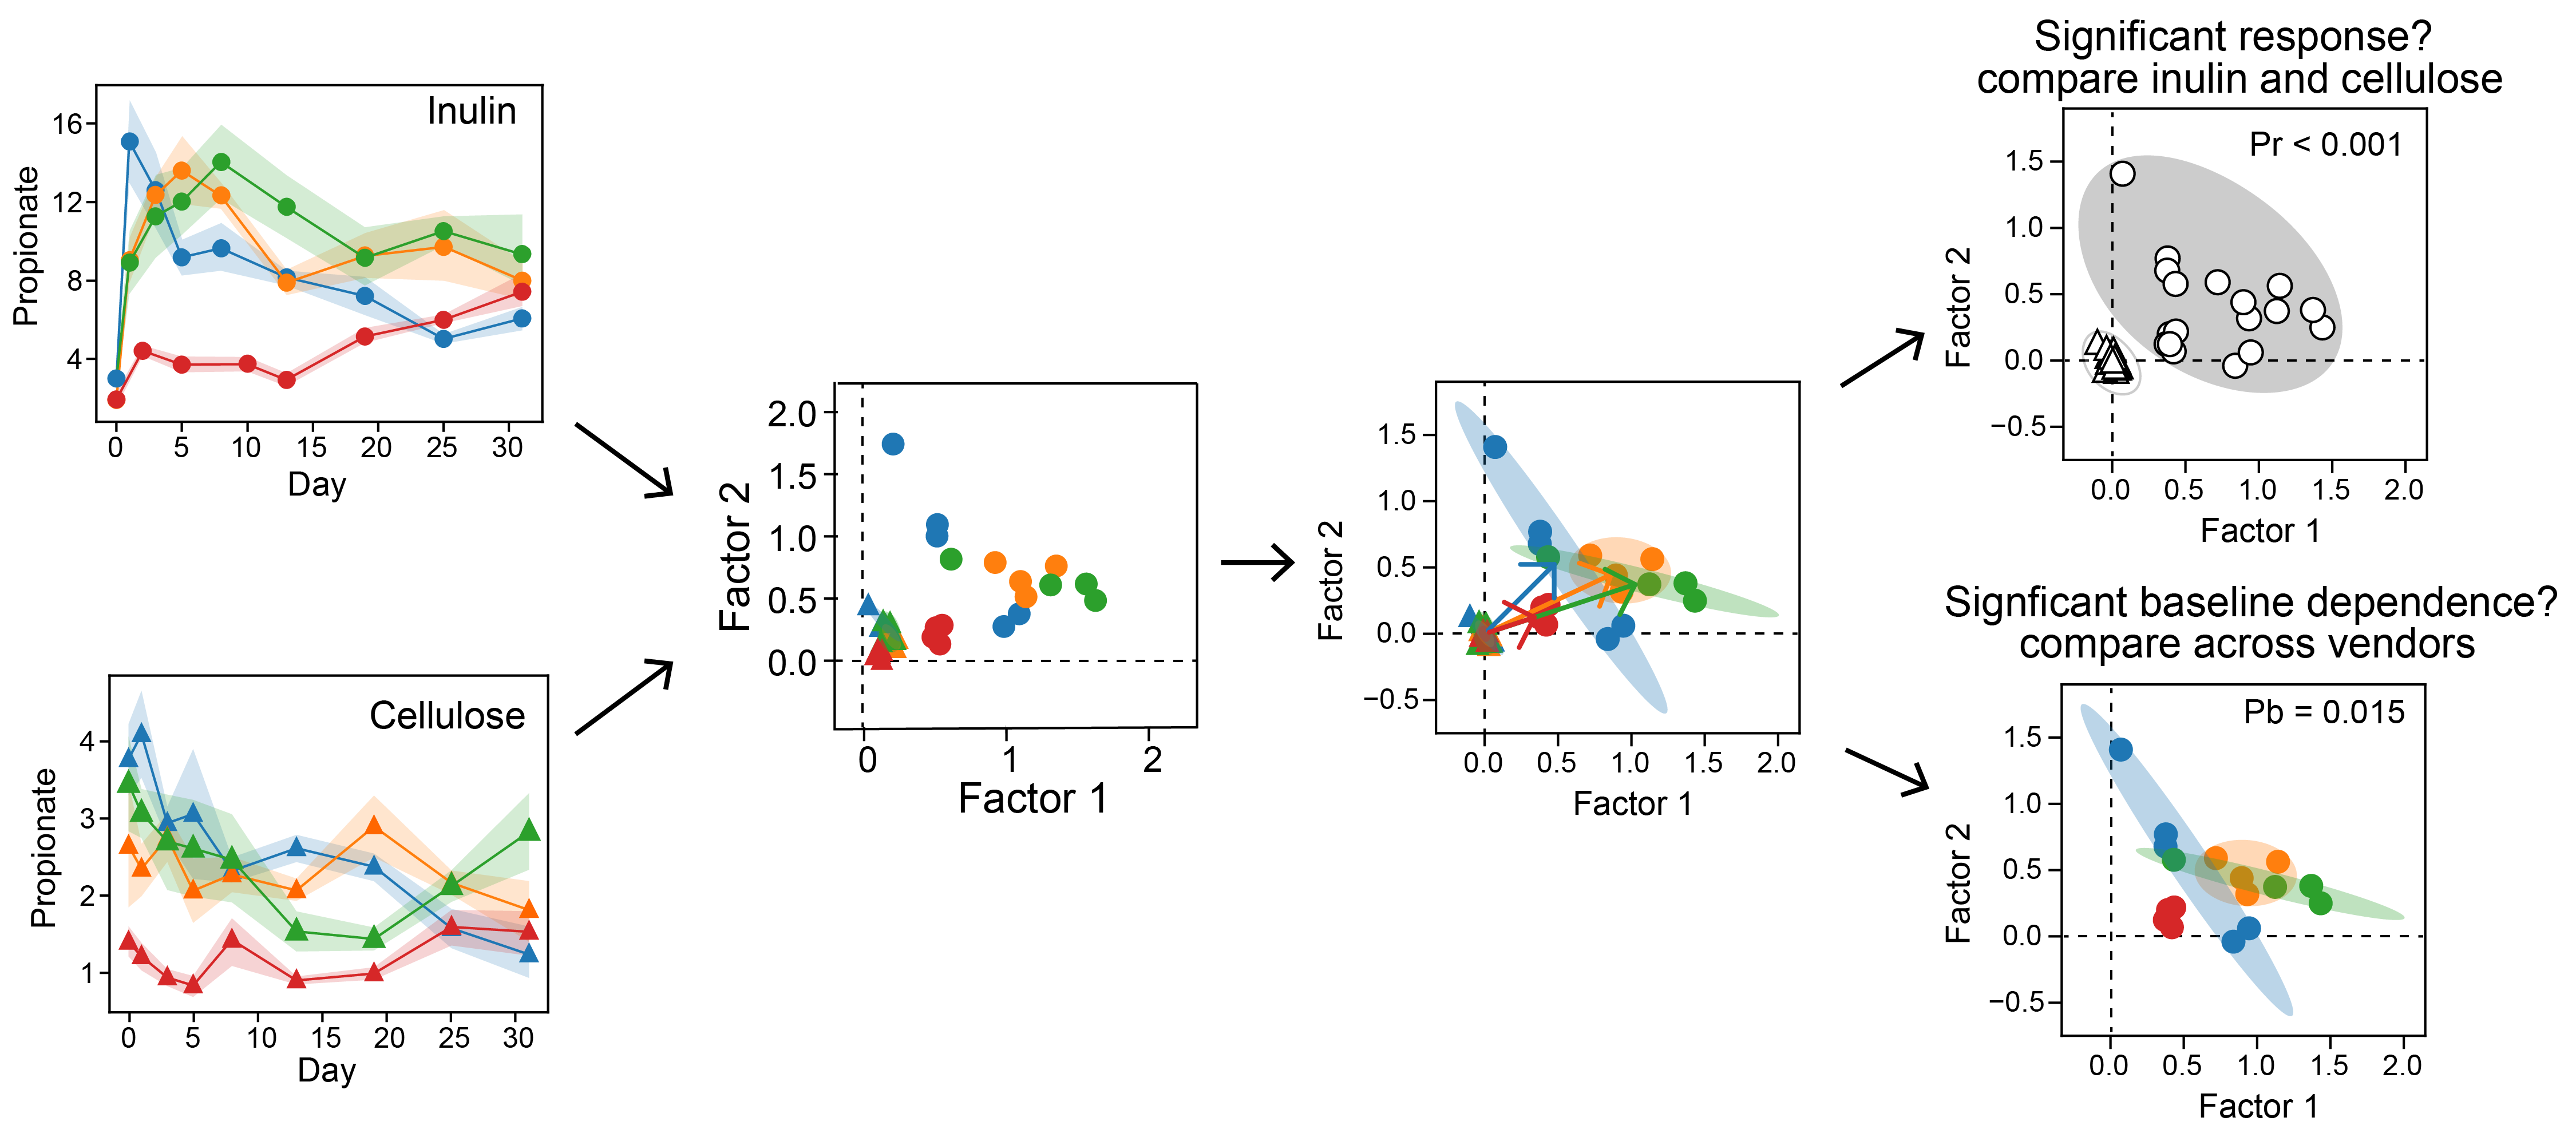 Inulin
Propionate
16
12
8
4
0 5 10 15 20 25 30
Day
Cellulose
Propionate
4
3
2
1
0 5 10 15 20 25 30
Day
Factor 2
2.0
1.5
1.0
0.5
0.0
0 1 2
Factor 1
Factor 2
1.5
1.0
0.5
0.0
−0.5
0.0 0.5 1.0 1.5 2.0
Factor 1
Significant response?
compare inulin and cellulose
Pr < 0.001
Factor 2
1.5
1.0
0.5
0.0
−0.5
0.0 0.5 1.0 1.5 2.0
Factor 1
Signficant baseline dependence?
compare across vendors
Pb = 0.015
Factor 2
1.5
1.0
0.5
0.0
−0.5
0.0 0.5 1.0 1.5 2.0
Factor 1